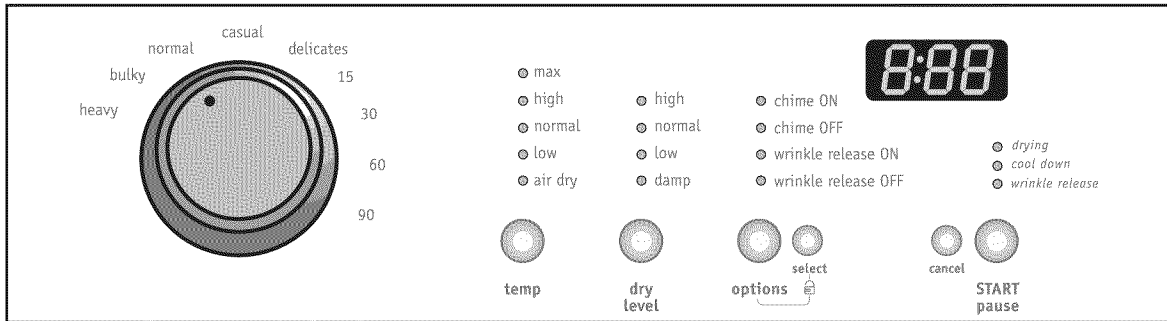 casual
normal
delicates
bulky
15
heavy
30
60
90
max
high
normal
low
air dry
temp
high
normal
low
damp
dry
level
chime ON
chime OFF
wrinkle release ON
wrinkle release OFF
options
select
8:88
drying
cool down
wrinkle release
cancel
START
pause